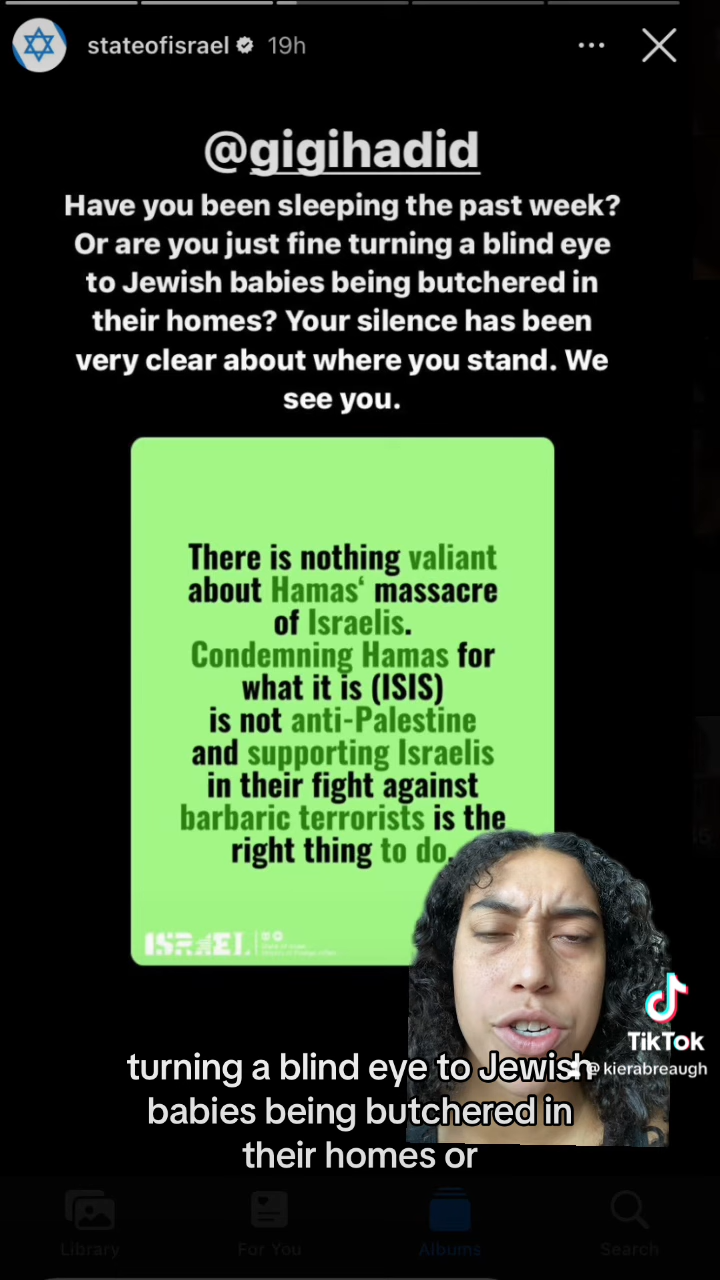 stateofisrael 19h
@gigihadid
Have you been sleeping the past week?
Or are you just fine turning a blind eye
to Jewish babies being butchered in
their homes? Your silence has been
very clear about where you stand. We
see you.
There is nothing valiant
about Hamas‘ massacre
of Israelis.
Condemning Hamas for
what it is (ISIS)
is not anti-Palestine
and supporting Israelis
in their fight against
barbaric terrorists is the
right thing to do.
ISRAEL
TikTok
@kierabreaugh
turning a blind eye to Jewish
babies being butchered in
their homes or
Library
For You
Albums
Search